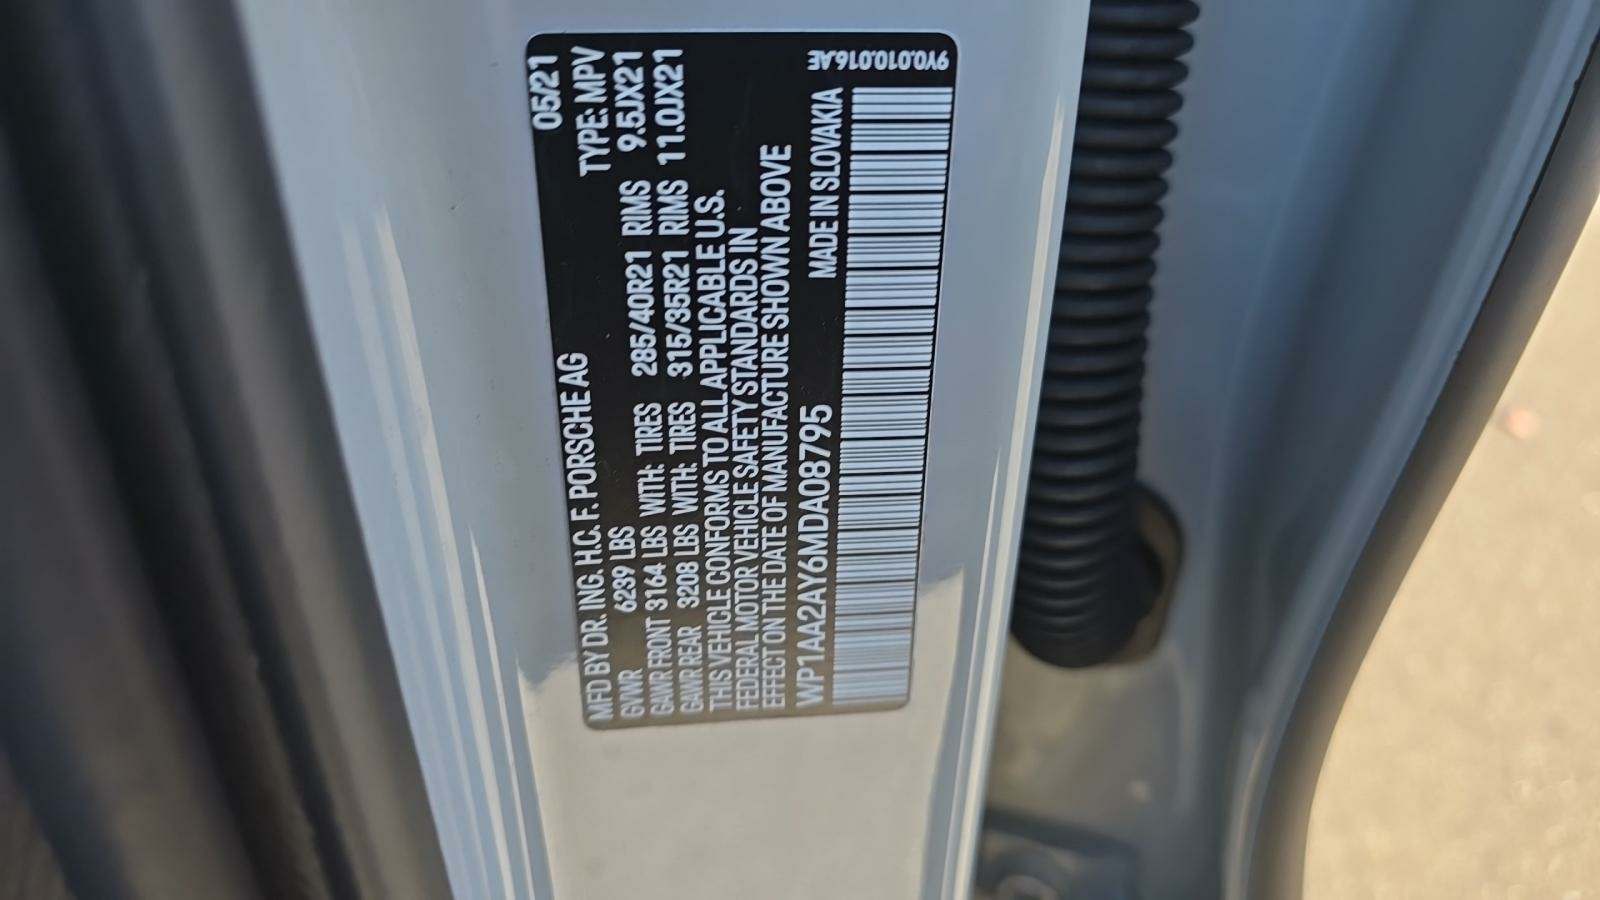 MFD BY DR. ING. H.C. F. PORSCHE AG 05/21
GVWR 6239 LBS TYPE: MPV
GAWR FRONT 3164 LBS WITH: TIRES 285/40R21 RIMS 9.5JX21
GAWR REAR 3208 LBS WITH: TIRES 315/35R21 RIMS 11.0JX21
THIS VEHICLE CONFORMS TO ALL APPLICABLE U.S.
FEDERAL MOTOR VEHICLE SAFETY STANDARDS IN
EFFECT ON THE DATE OF MANUFACTURE SHOWN ABOVE
WP1AA2AY6MDA08795 MADE IN SLOVAKIA
9Y0.010.016.AE